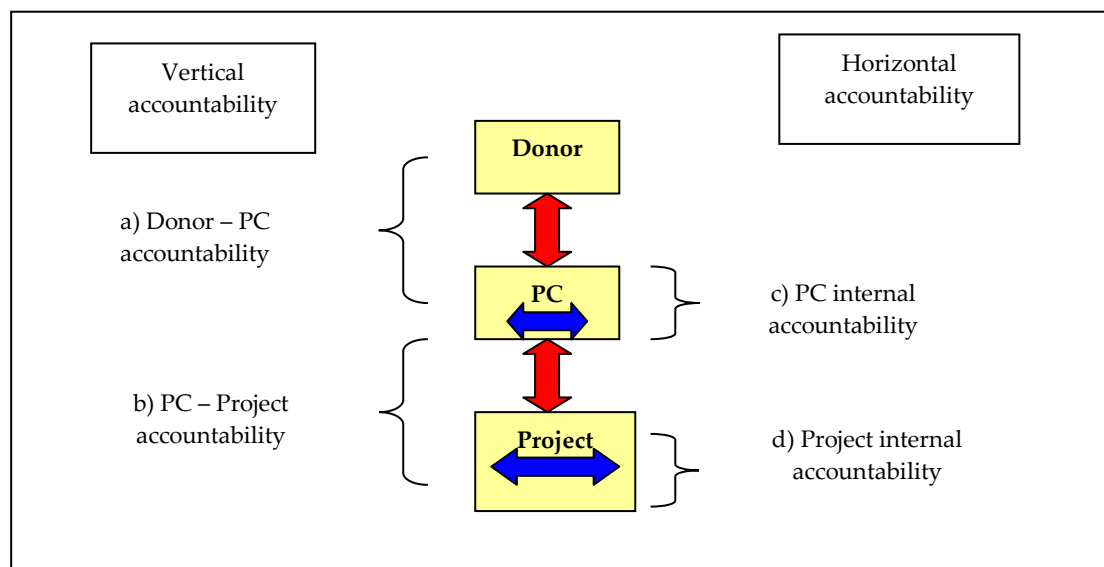 Vertical
accountability
Horizontal
accountability
Donor
a) Donor – PC
accountability
PC
c) PC internal
accountability
b) PC – Project
accountability
Project
d) Project internal
accountability